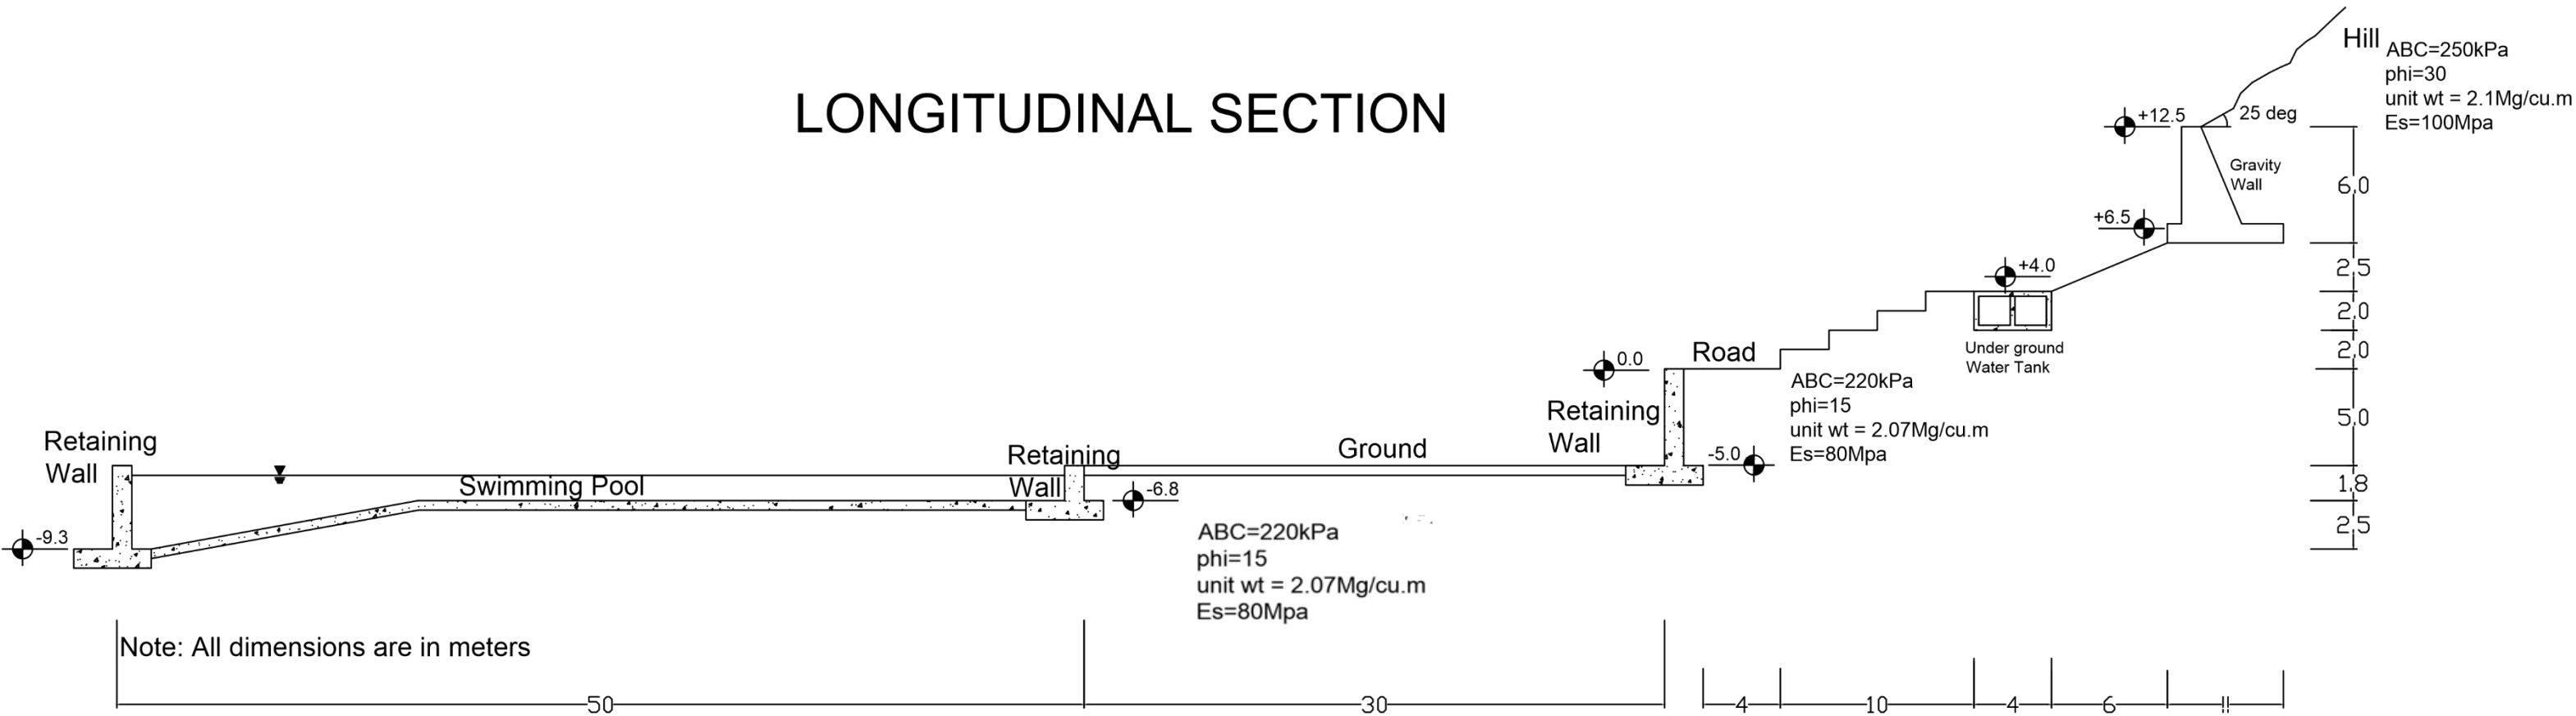 LONGITUDINAL SECTION
Hill
ABC=250kPa
phi=30
unit wt = 2.1Mg/cu.m
Es=100Mpa
+12.5
25 deg
Gravity
Wall
6,0
+6.5
2,5
+4.0
2,0
Under ground
Water Tank
2,0
0.0
Road
ABC=220kPa
phi=15
unit wt = 2.07Mg/cu.m
Es=80Mpa
Retaining
Wall
5,0
-5.0
Ground
Retaining
Wall
Swimming Pool
Retaining
Wall
-6.8
1,8
2,5
-9.3
ABC=220kPa
phi=15
unit wt = 2.07Mg/cu.m
Es=80Mpa
Note: All dimensions are in meters
50
30
4
10
4
6